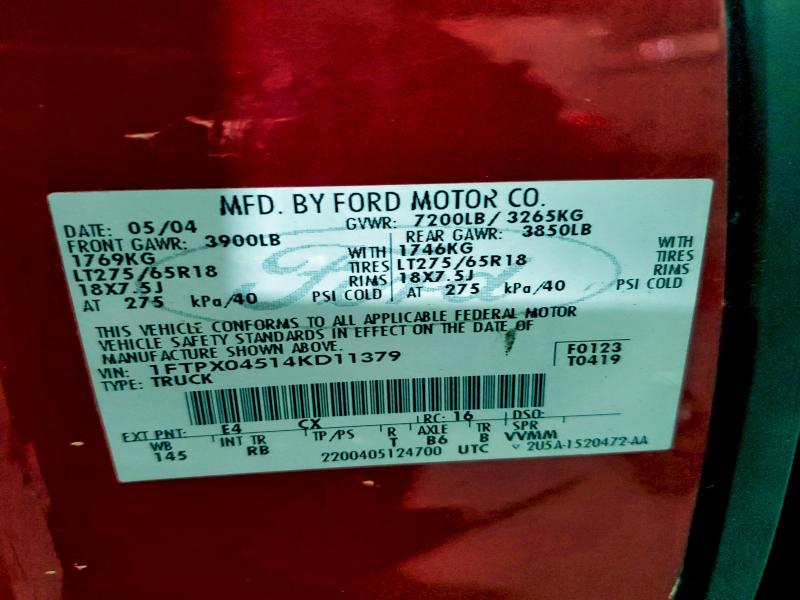 MFD. BY FORD MOTOR CO.
DATE: 05/04 GVWR: 7200LB/ 3265KG
FRONT GAWR: 3900LB REAR GAWR: 3850LB
1769KG WITH 1746KG WITH
LT275/65R18 TIRES LT275/65R18 TIRES
18X7.5J RIMS 18X7.5J RIMS
AT 275 kPa/40 PSI COLD AT 275 kPa/40 PSI COLD
Ford
THIS VEHICLE CONFORMS TO ALL APPLICABLE FEDERAL MOTOR
VEHICLE SAFETY STANDARDS IN EFFECT ON THE DATE OF
MANUFACTURE SHOWN ABOVE.
VIN: 1FTPX04514KD11379 F0123
TYPE: TRUCK T0419
EXT PNT: E4 CX RC: 16 DSO:
WB INT TR TP/PS R AXLE TR SPR
145 RB T B6 B VVMM
2200405124700 UTC 2U5A-1520472-AA